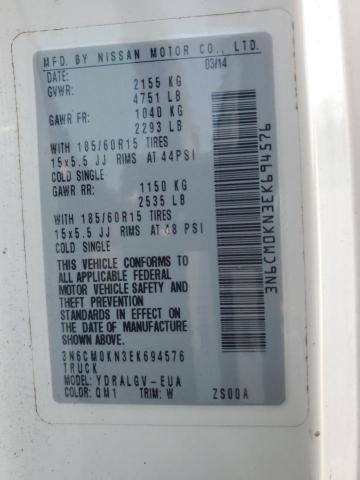 MFD. BY NISSAN MOTOR CO., LTD.
DATE: 03/14
GVWR: 2155 KG
4751 LB
GAWR FR: 1040 KG
2293 LB
WITH 185/60R15 TIRES
15x5.5 JJ RIMS AT 44PSI
COLD SINGLE
GAWR RR: 1150 KG
2535 LB
WITH 185/60R15 TIRES
15x5.5 JJ RIMS AT 48 PSI
COLD SINGLE
THIS VEHICLE CONFORMS TO
ALL APPLICABLE FEDERAL
MOTOR VEHICLE SAFETY AND
THEFT PREVENTION
STANDARDS IN EFFECT ON
THE DATE OF MANUFACTURE
SHOWN ABOVE.
3N6CM0KN3EK694576
TRUCK
MODEL: YDRALGV-EUA
COLOR: QM1 TRIM: W ZS00A
3N6CM0KN3EK694576